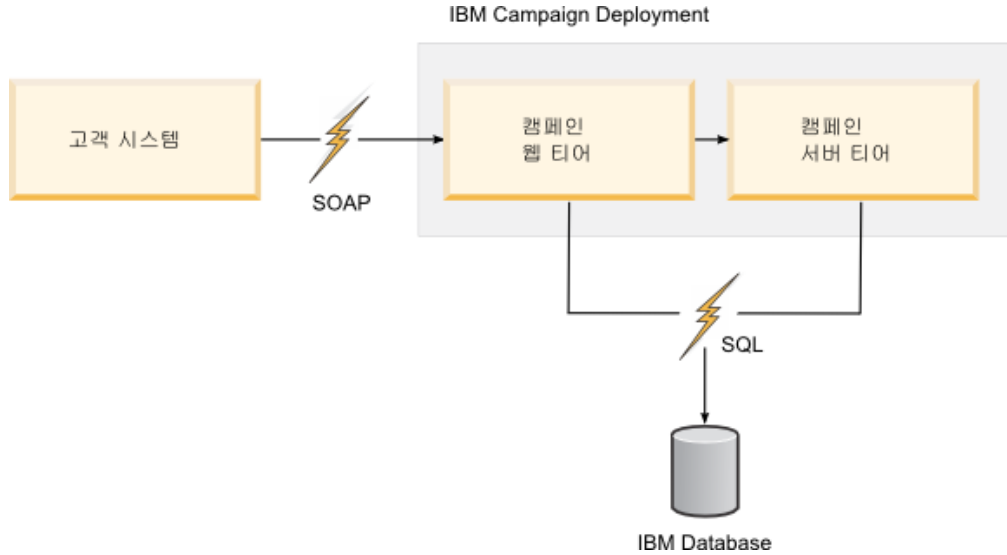 IBM Campaign Deployment
고객 시스템
SOAP
캠페인
웹 티어
캠페인
서버 티어
SQL
IBM Database